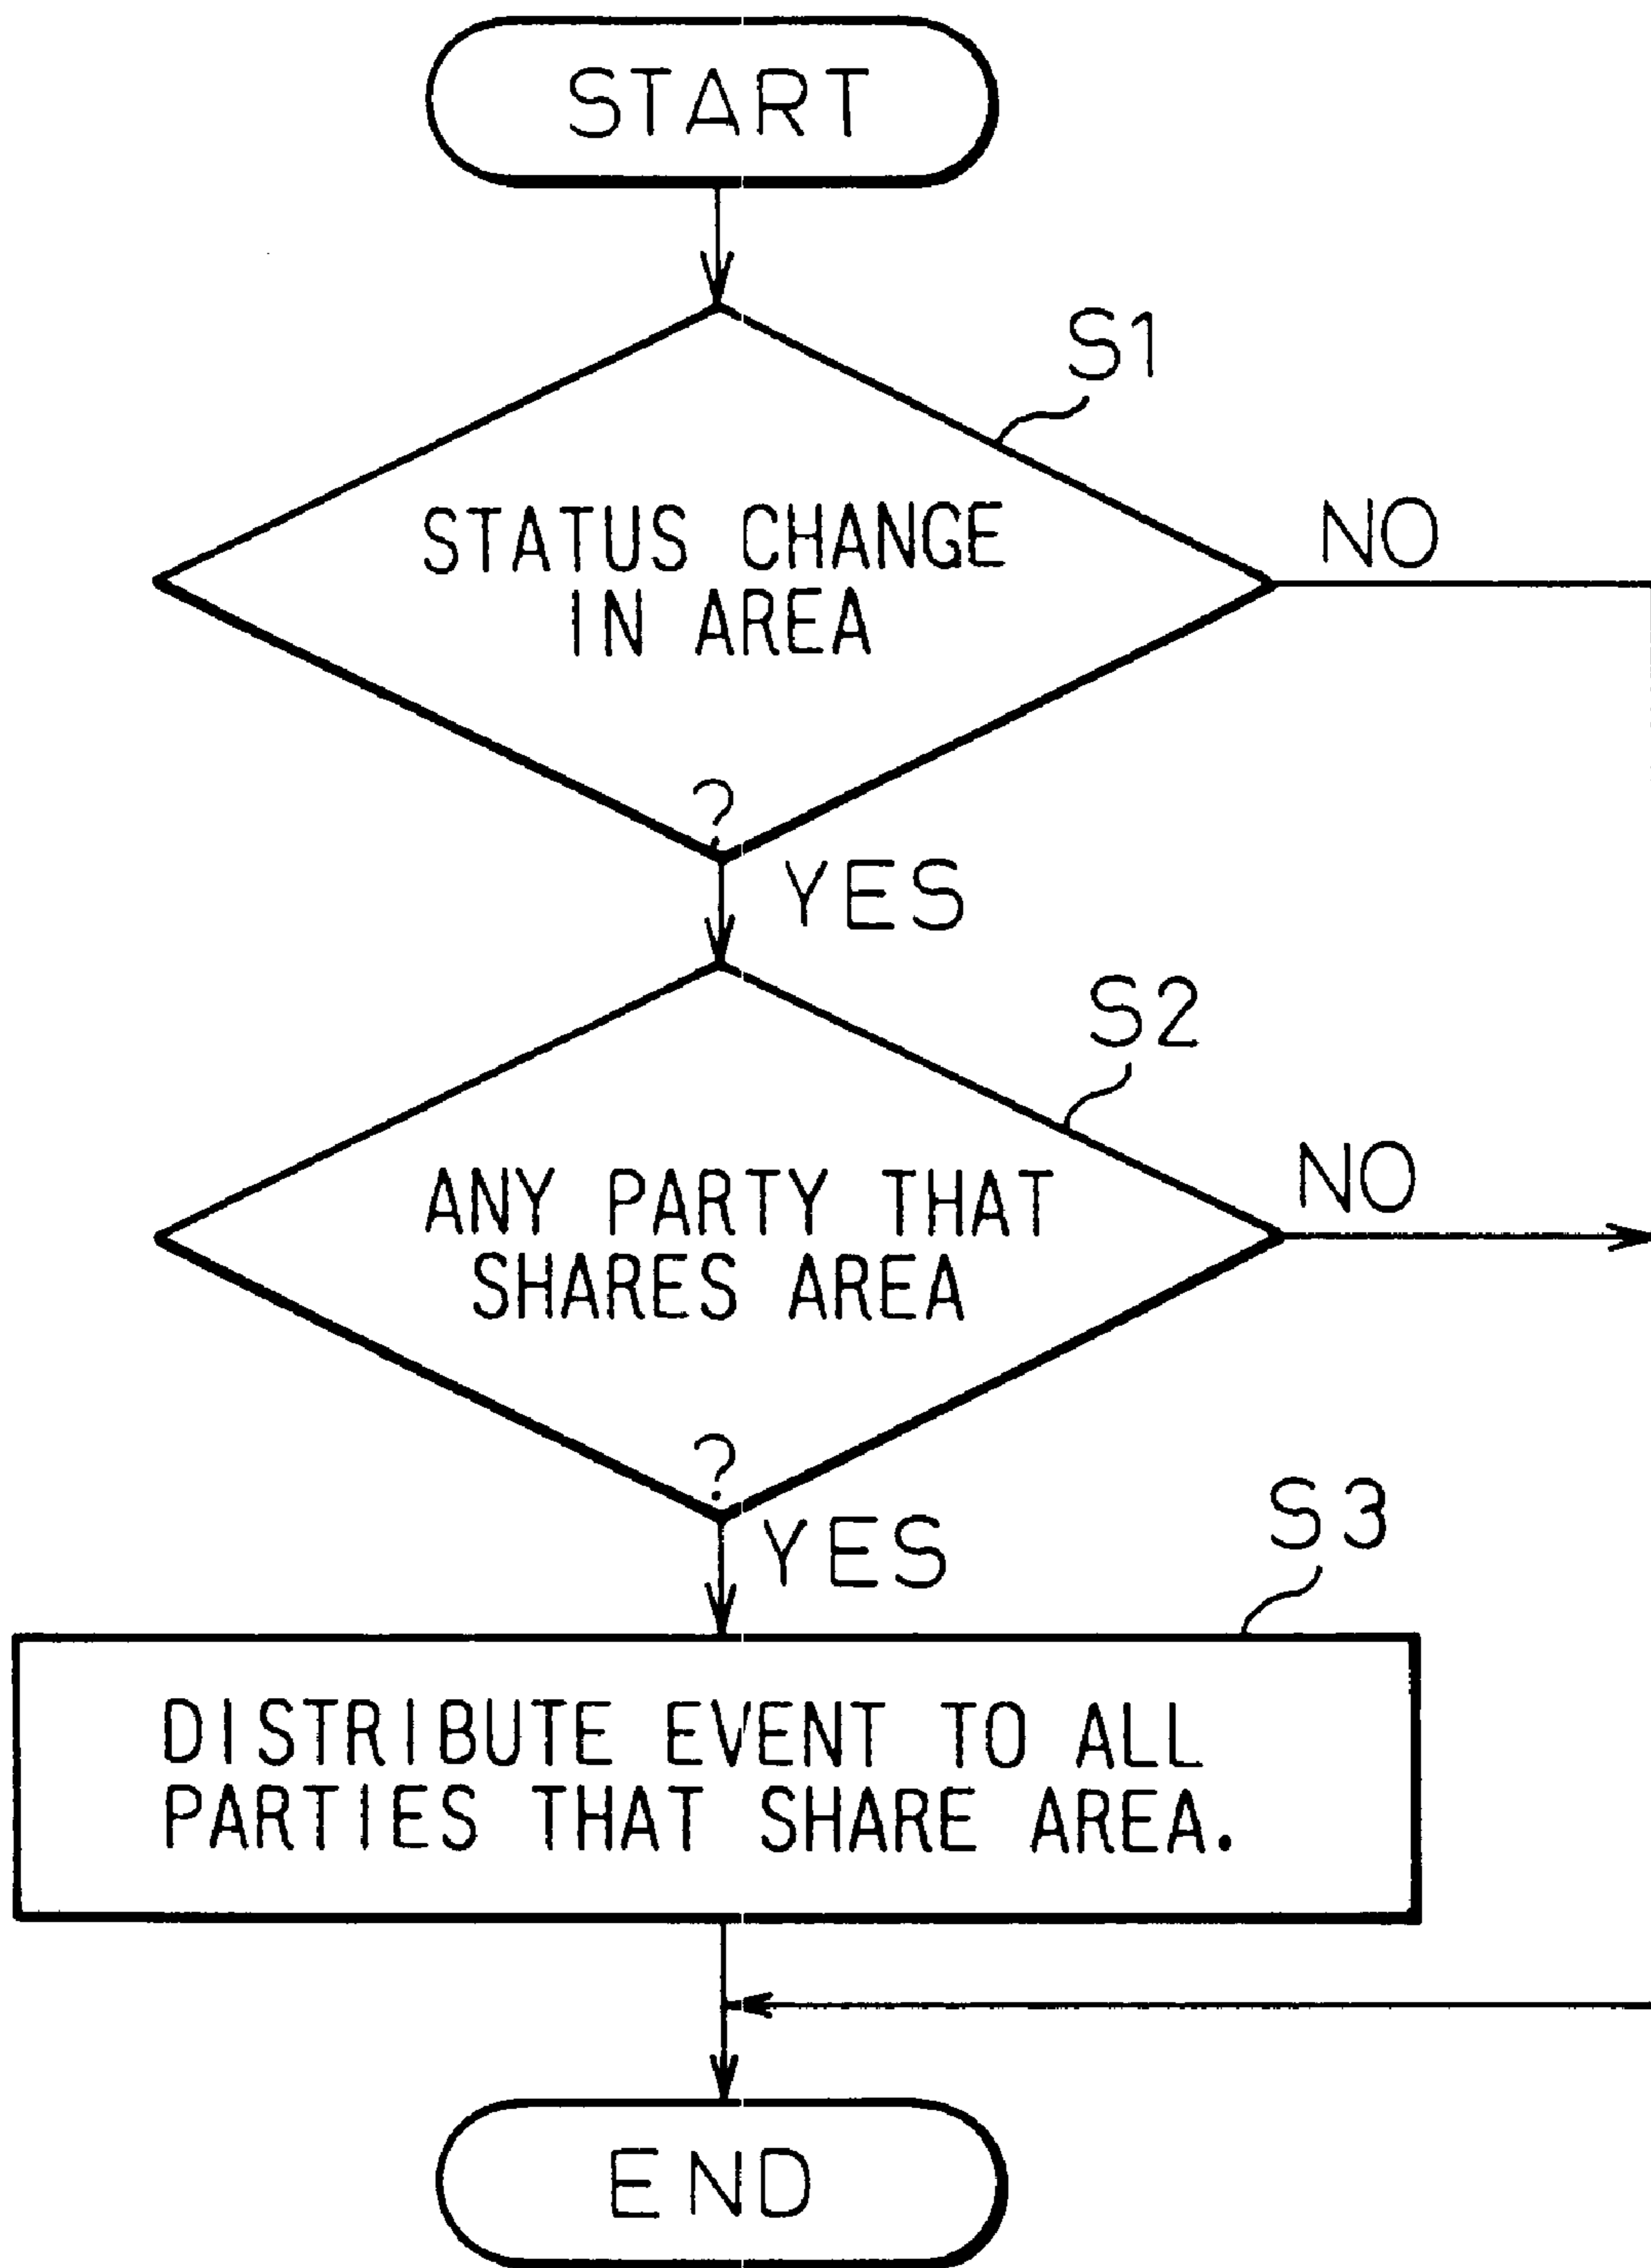 START
S1
STATUS CHANGE
IN AREA
?
NO
YES
S2
ANY PARTY THAT
SHARES AREA
?
NO
YES
S3
DISTRIBUTE EVENT TO ALL
PARTIES THAT SHARE AREA.
END